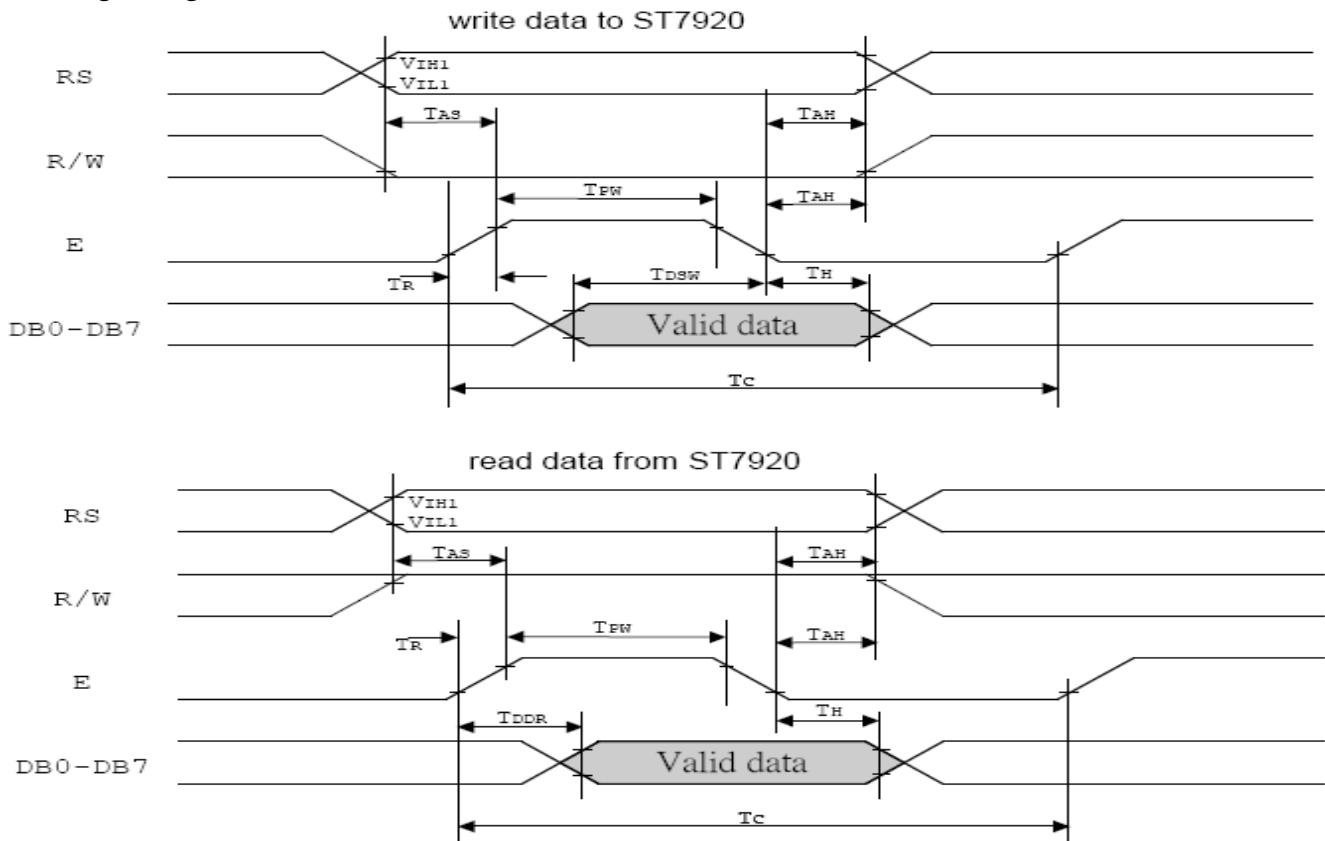 write data to ST7920
RS
VIH1
VIL1
TAS
TAH
R/W
TPW
TAH
E
TR
TDSW
TH
DB0-DB7
Valid data
TC
read data from ST7920
RS
VIH1
VIL1
TAS
TAH
R/W
TR
TPW
TAH
E
TDDR
TH
DB0-DB7
Valid data
TC